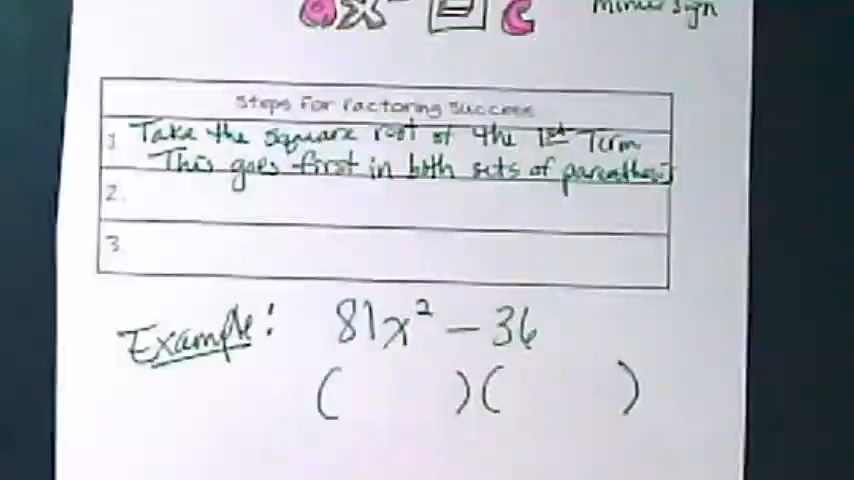 ax² - c
minus sign
Steps for Factoring Success
1. Take the square root of the 1st Term
This goes first in both sets of parenthesis
2.
3.
Example: 81x² - 36
(     )(     )